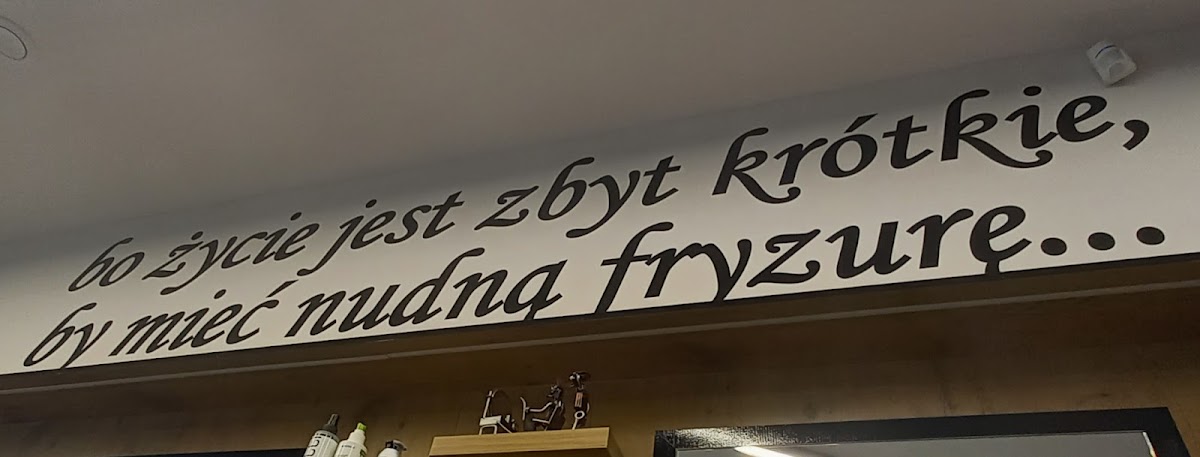 bo życie jest zbyt krótkie,
by mieć nudną fryzurę...